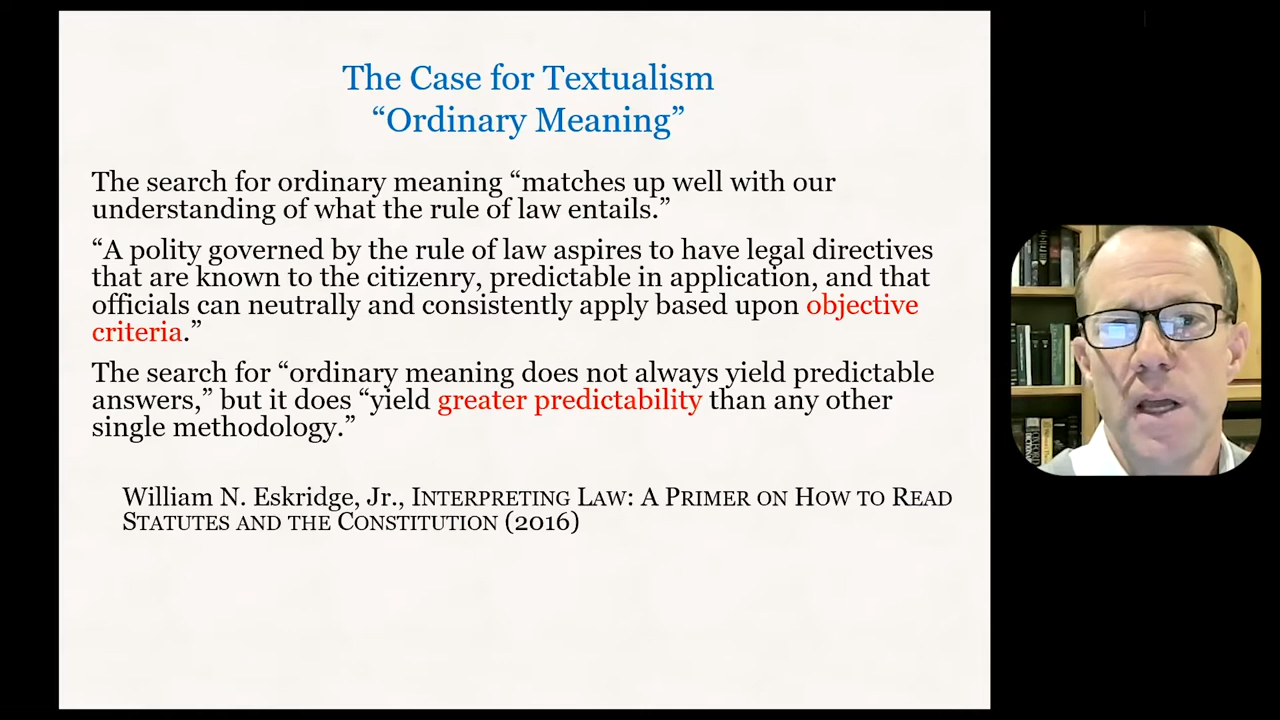 The Case for Textualism
“Ordinary Meaning”
The search for ordinary meaning “matches up well with our
understanding of what the rule of law entails.”
“A polity governed by the rule of law aspires to have legal directives
that are known to the citizenry, predictable in application, and that
officials can neutrally and consistently apply based upon objective
criteria.”
The search for “ordinary meaning does not always yield predictable
answers,” but it does “yield greater predictability than any other
single methodology.”
William N. Eskridge, Jr., INTERPRETING LAW: A PRIMER ON HOW TO READ
STATUTES AND THE CONSTITUTION (2016)